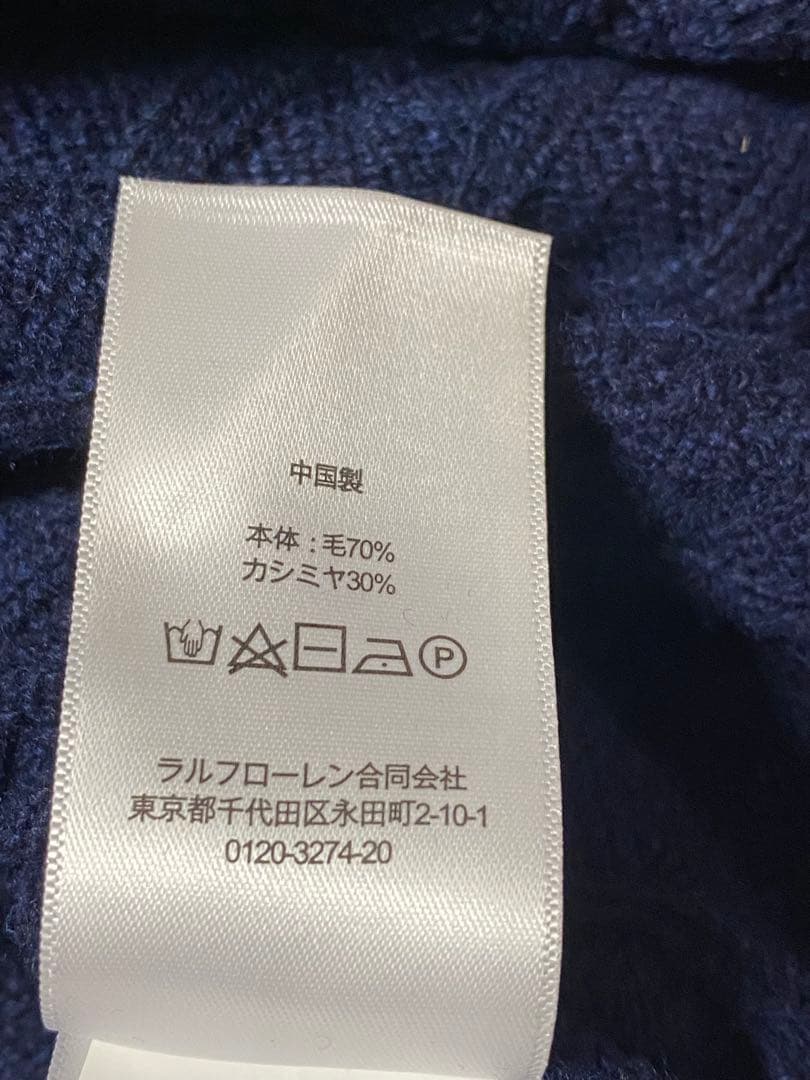 中国製
本体：毛70%
カシミヤ30%
P
ラルフローレン合同会社
東京都千代田区永田町2-10-1
0120-3274-20